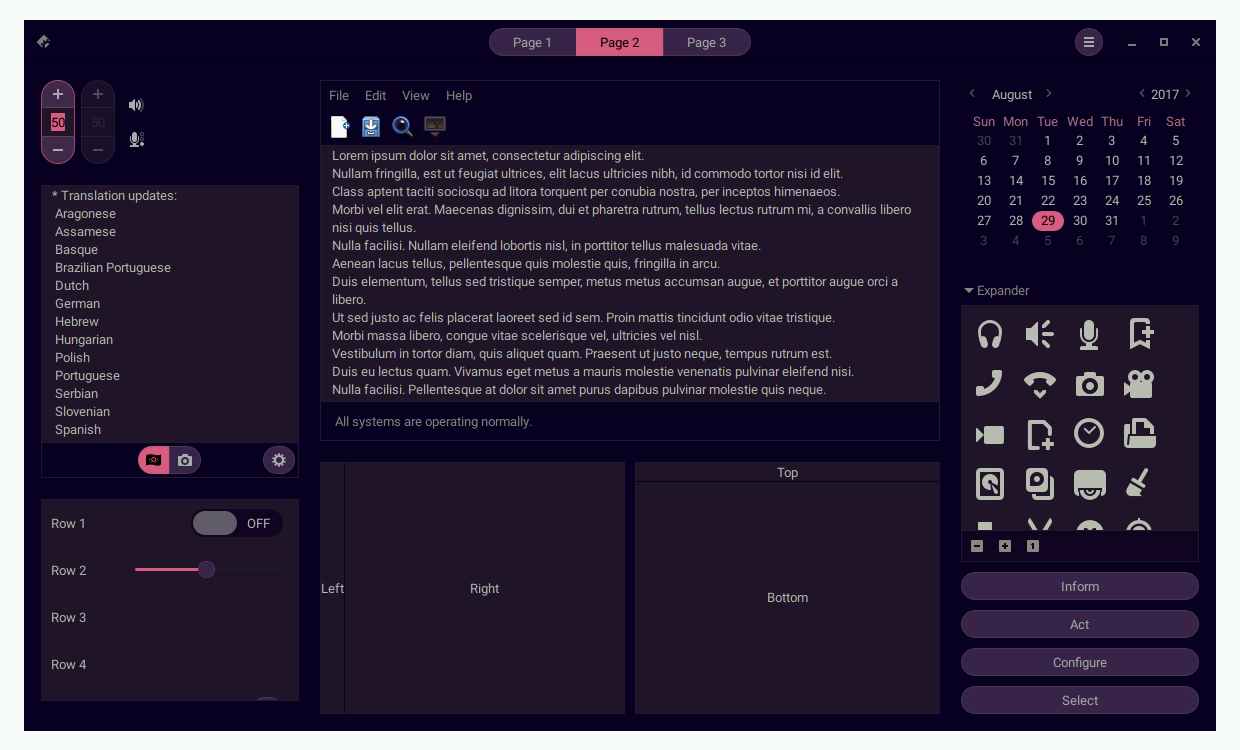 Page 1 Page 2 Page 3
50 50
* Translation updates:
Aragonese
Assamese
Basque
Brazilian Portuguese
Dutch
German
Hebrew
Hungarian
Polish
Portuguese
Serbian
Slovenian
Spanish
Row 1 OFF
Row 2
Row 3
Row 4
File Edit View Help
Lorem ipsum dolor sit amet, consectetur adipiscing elit.
Nullam fringilla, est ut feugiat ultrices, elit lacus ultricies nibh, id commodo tortor nisi id elit.
Class aptent taciti sociosqu ad litora torquent per conubia nostra, per inceptos himenaeos.
Morbi vel elit erat. Maecenas dignissim, dui et pharetra rutrum, tellus lectus rutrum mi, a convallis libero
nisi quis tellus.
Nulla facilisi. Nullam eleifend lobortis nisl, in porttitor tellus malesuada vitae.
Aenean lacus tellus, pellentesque quis molestie quis, fringilla in arcu.
Duis elementum, tellus sed tristique semper, metus metus accumsan augue, et porttitor augue orci a
libero.
Ut sed justo ac felis placerat laoreet sed id sem. Proin mattis tincidunt odio vitae tristique.
Morbi massa libero, congue vitae scelerisque vel, ultricies vel nisl.
Vestibulum in tortor diam, quis aliquet quam. Praesent ut justo neque, tempus rutrum est.
Duis eu lectus quam. Vivamus eget metus a mauris molestie venenatis pulvinar eleifend nisi.
Nulla facilisi. Pellentesque at dolor sit amet purus dapibus pulvinar molestie quis neque.
All systems are operating normally.
Left Right
Top
Bottom
August 2017
Sun Mon Tue Wed Thu Fri Sat
30 31 1 2 3 4 5
6 7 8 9 10 11 12
13 14 15 16 17 18 19
20 21 22 23 24 25 26
27 28 29 30 31 1 2
3 4 5 6 7 8 9
Expander
1
Inform
Act
Configure
Select